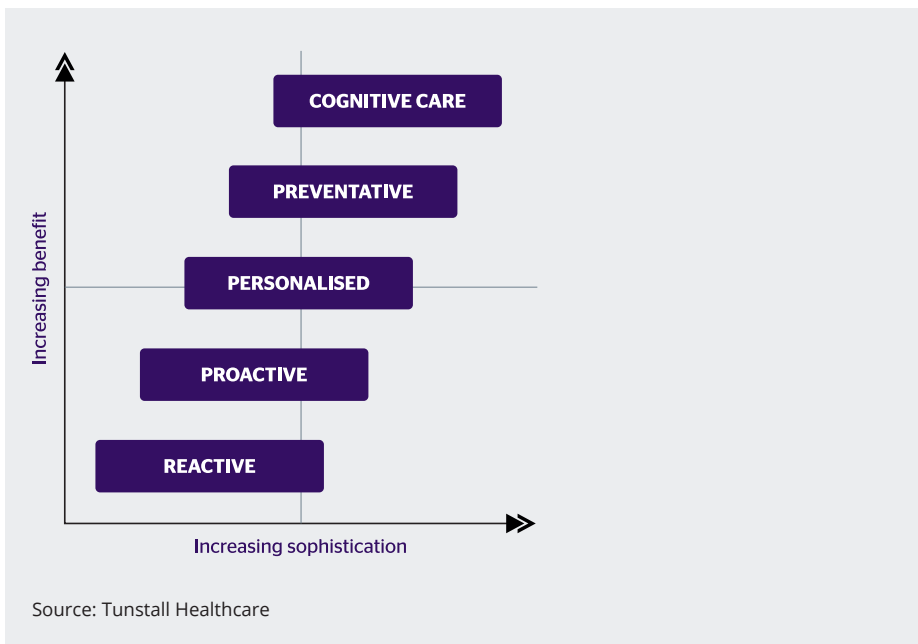 COGNITIVE CARE
PREVENTATIVE
PERSONALISED
PROACTIVE
REACTIVE
Increasing benefit
Increasing sophistication
Source: Tunstall Healthcare